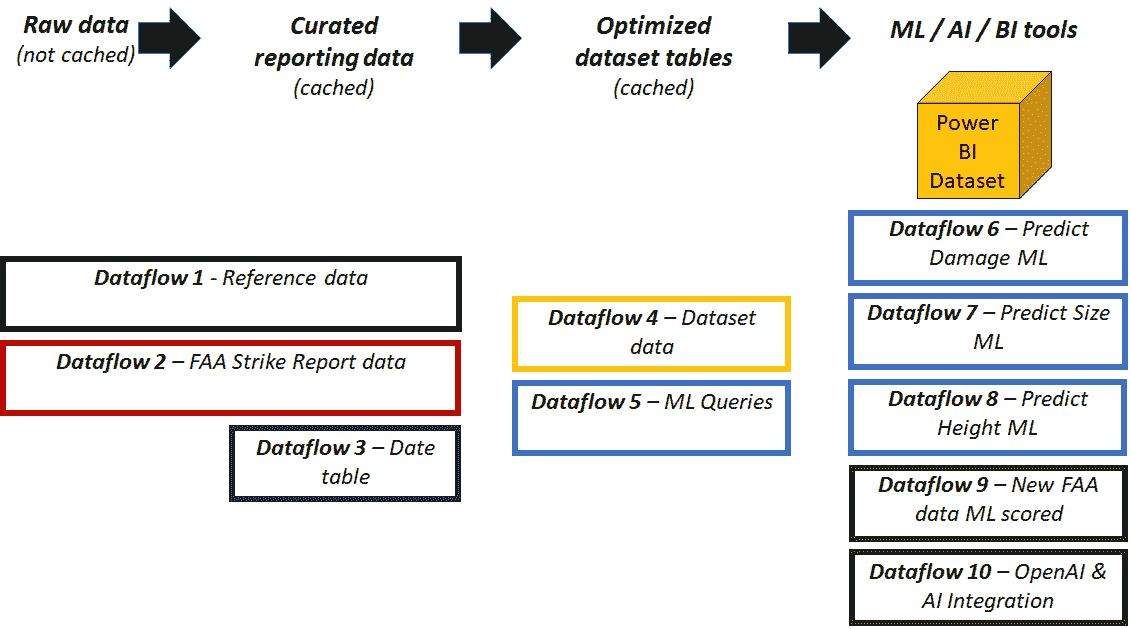 Raw data
(not cached)
Curated
reporting data
(cached)
Optimized
dataset tables
(cached)
ML / AI / BI tools
Power
BI
Dataset
Dataflow 1 - Reference data
Dataflow 2 – FAA Strike Report data
Dataflow 3 – Date
table
Dataflow 4 – Dataset
data
Dataflow 5 – ML Queries
Dataflow 6 – Predict
Damage ML
Dataflow 7 – Predict Size
ML
Dataflow 8 – Predict
Height ML
Dataflow 9 – New FAA
data ML scored
Dataflow 10 – OpenAI &
AI Integration